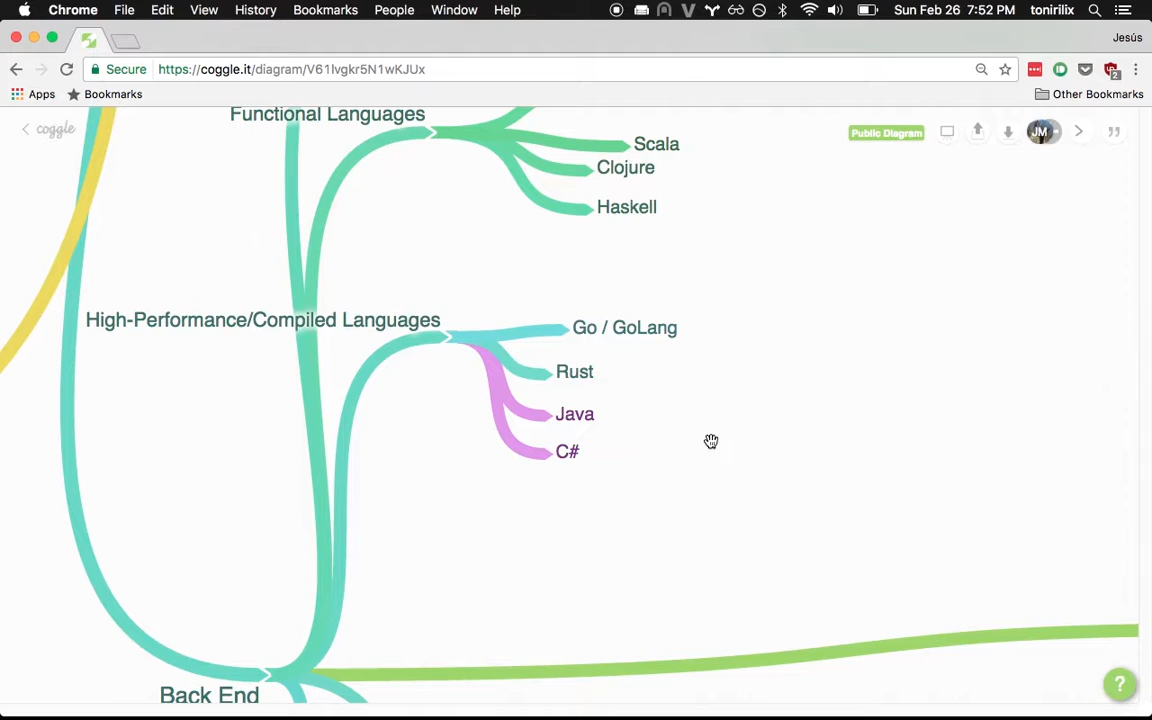 Chrome File Edit View History Bookmarks People Window Help Sun Feb 26 7:52 PM tonirilix
Jesús
Secure https://coggle.it/diagram/V61lvgkr5N1wKJUx
Apps Bookmarks Other Bookmarks
coggle
Public Diagram
JM
Functional Languages
Scala
Clojure
Haskell
High-Performance/Compiled Languages
Go / GoLang
Rust
Java
C#
Back End
?